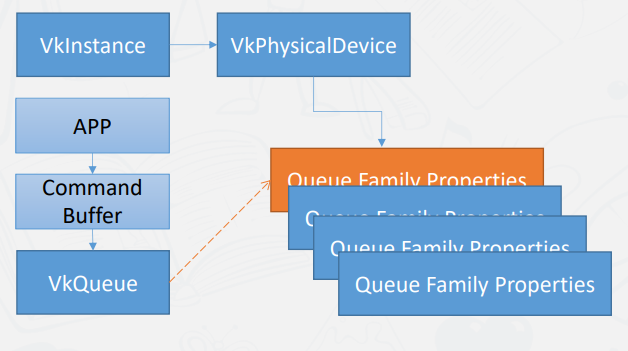 VkInstance
VkPhysicalDevice
APP
Command
Buffer
VkQueue
Queue Family Properties
Queue Family Properties
Queue Family Properties
Queue Family Properties